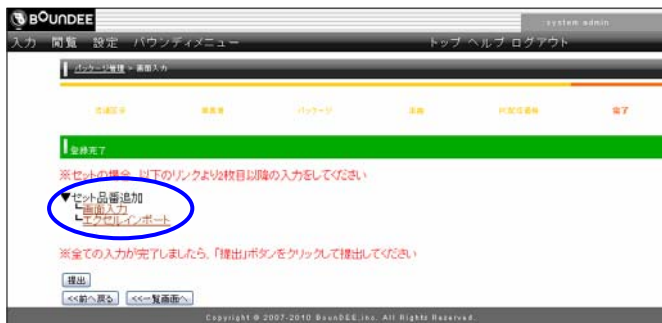 BOUNDEE
system admin
入力 閲覧 設定 バウンディメニュー
トップ ヘルプ ログアウト
パッケージ管理 > 画面入力
パッケージ
完了
登録完了
※セットの場合、以下のリンクより2枚目以降の入力をしてください
▼セット品番追加
┗画面入力
┗エクセルインポート
※全ての入力が完了しましたら、「提出」ボタンをクリックして提出してください
提出
<<前へ戻る <<一覧画面へ
Copyright © 2007-2010 BounDEE,inc. All Rights Reserved.